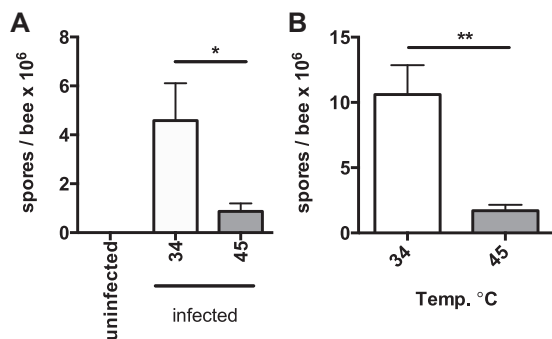 A
spores / bee x 10⁶
8
6
4
2
0
*
uninfected
34
45
infected
B
spores / bee x 10⁶
15
10
5
0
**
34
45
Temp. °C